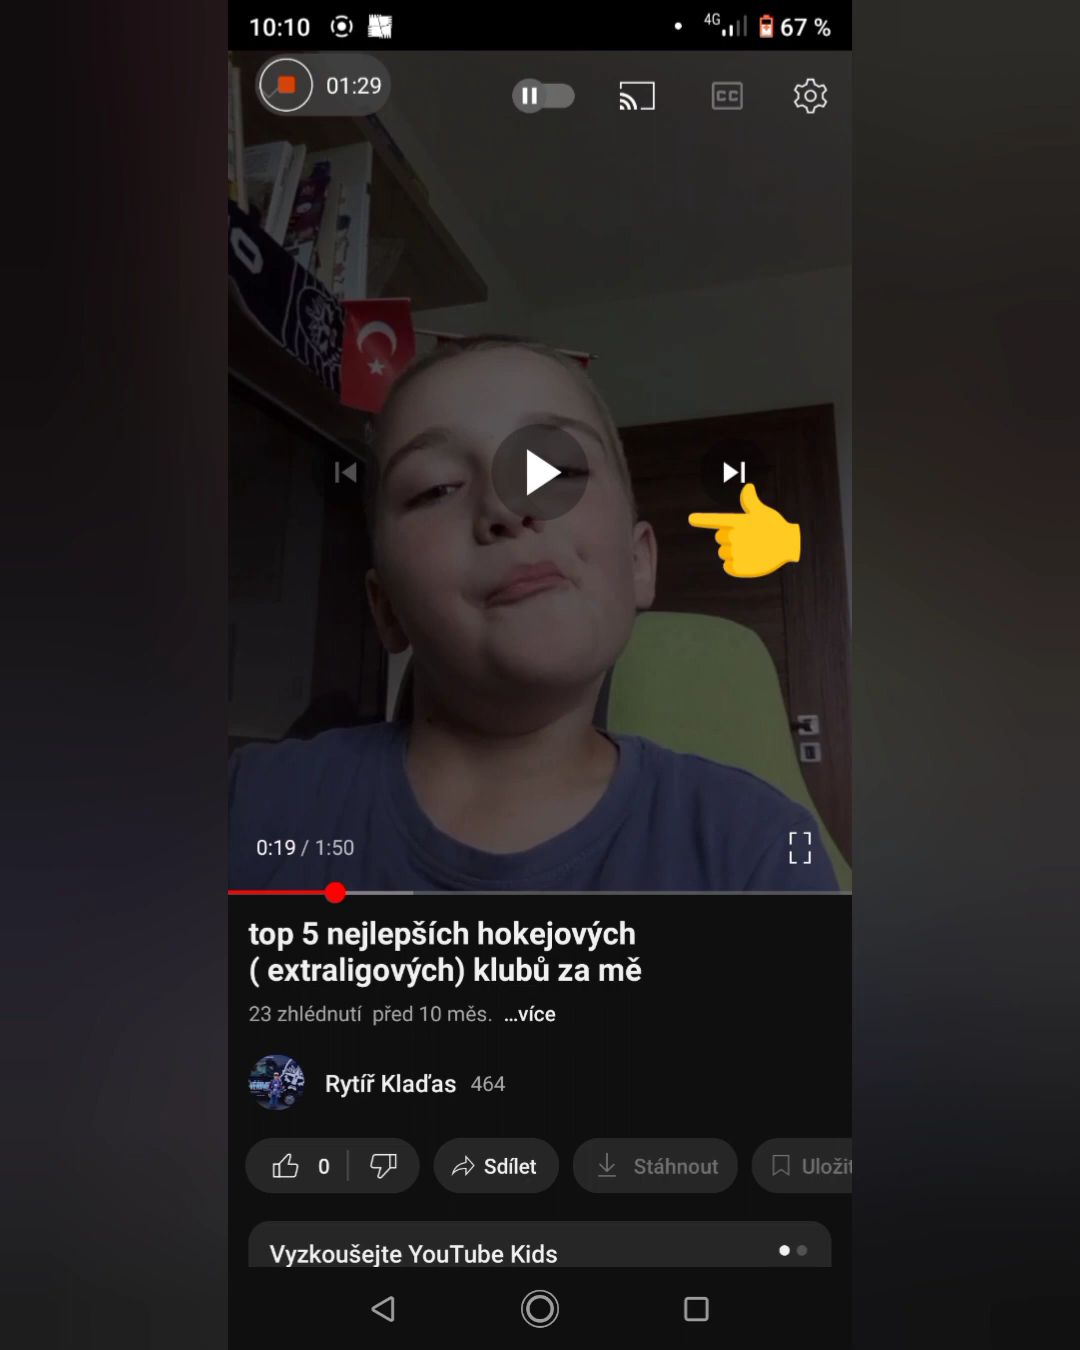 10:10
4G
67 %
01:29
CC
0:19 / 1:50
top 5 nejlepších hokejových
( extraligových) klubů za mě
23 zhlédnutí před 10 měs. ...více
Rytíř Klaďas 464
0
Sdílet
Stáhnout
Uložit
Vyzkoušejte YouTube Kids